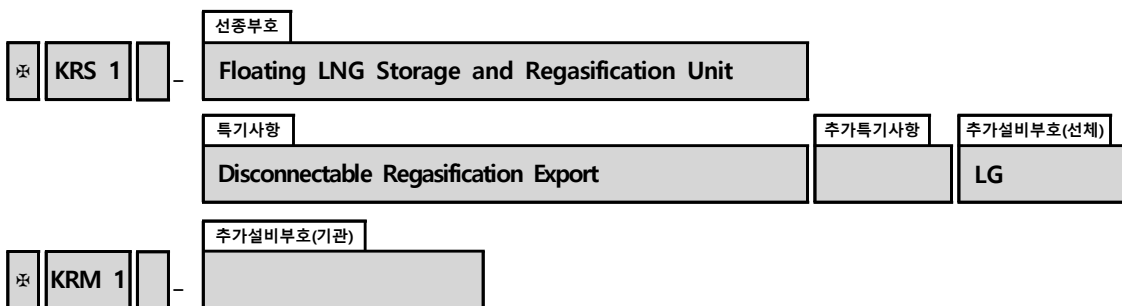 선종부호
✠ KRS 1 – Floating LNG Storage and Regasification Unit
특기사항 추가특기사항 추가설비부호(선체)
Disconnectable Regasification Export LG
추가설비부호(기관)
✠ KRM 1 –